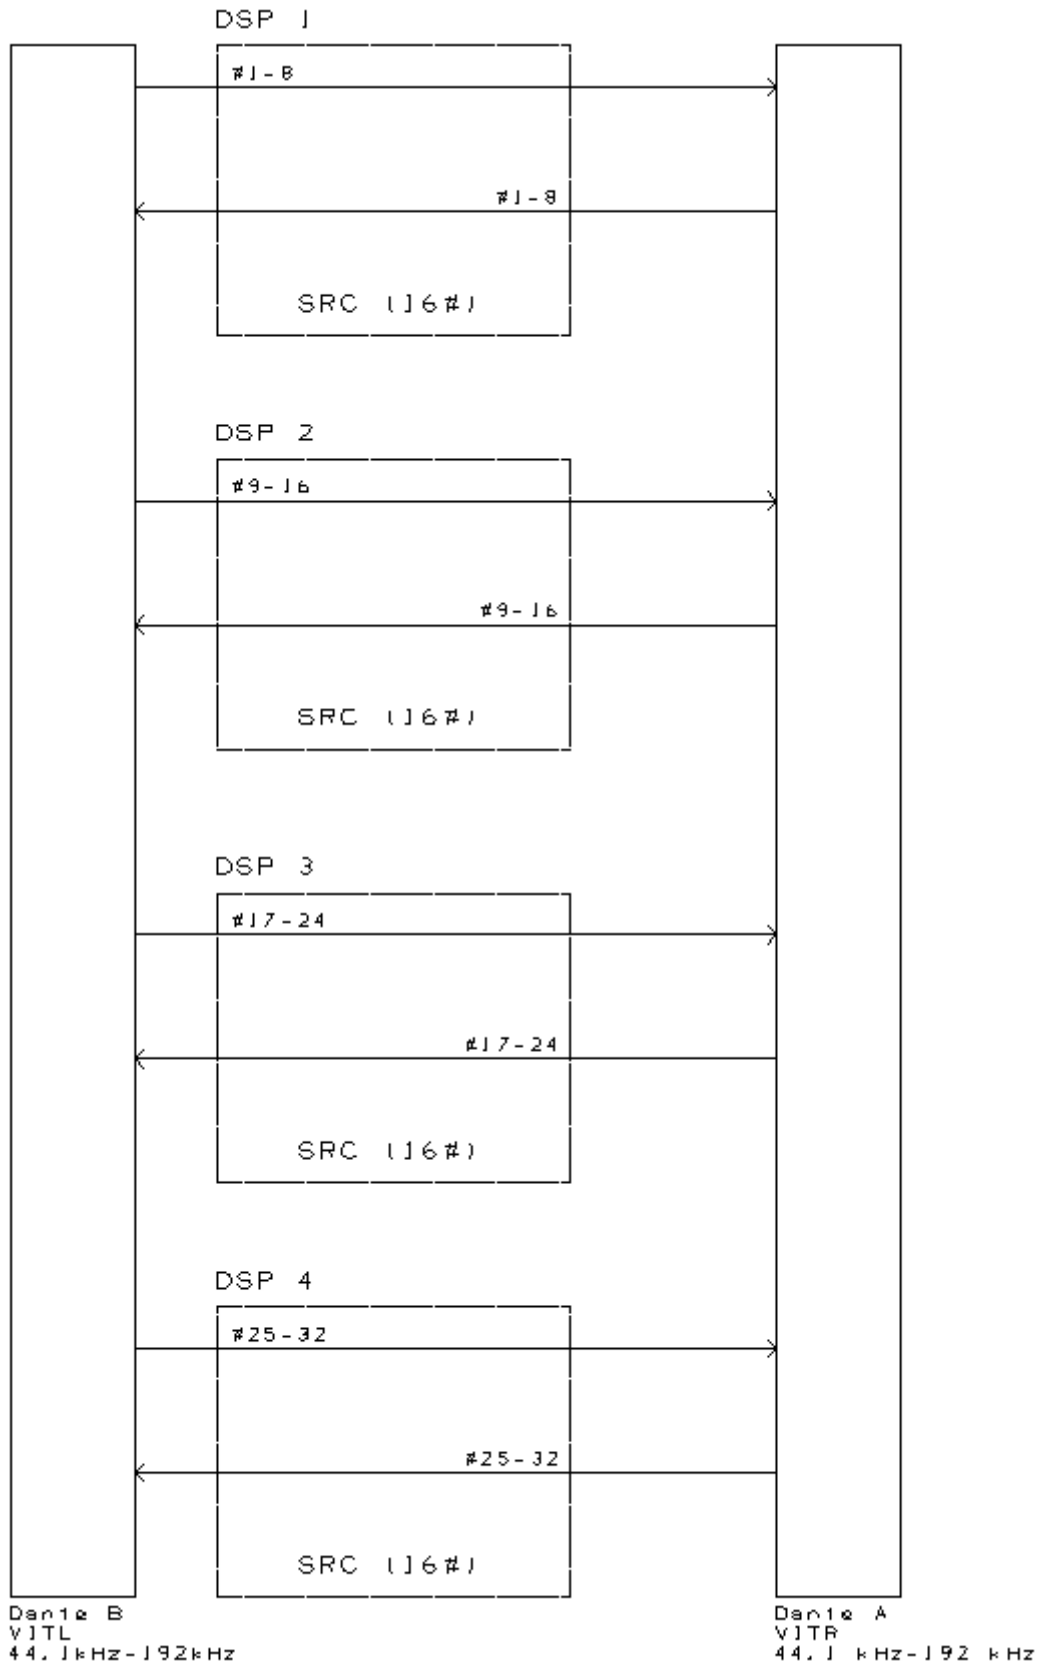 DSP 1
#1-8
#1-8
SRC (16#)
DSP 2
#9-16
#9-16
SRC (16#)
DSP 3
#17-24
#17-24
SRC (16#)
DSP 4
#25-32
#25-32
SRC (16#)
Dante B
VITL
44.1kHz-192kHz
Dante A
VITR
44.1 kHz-192 kHz